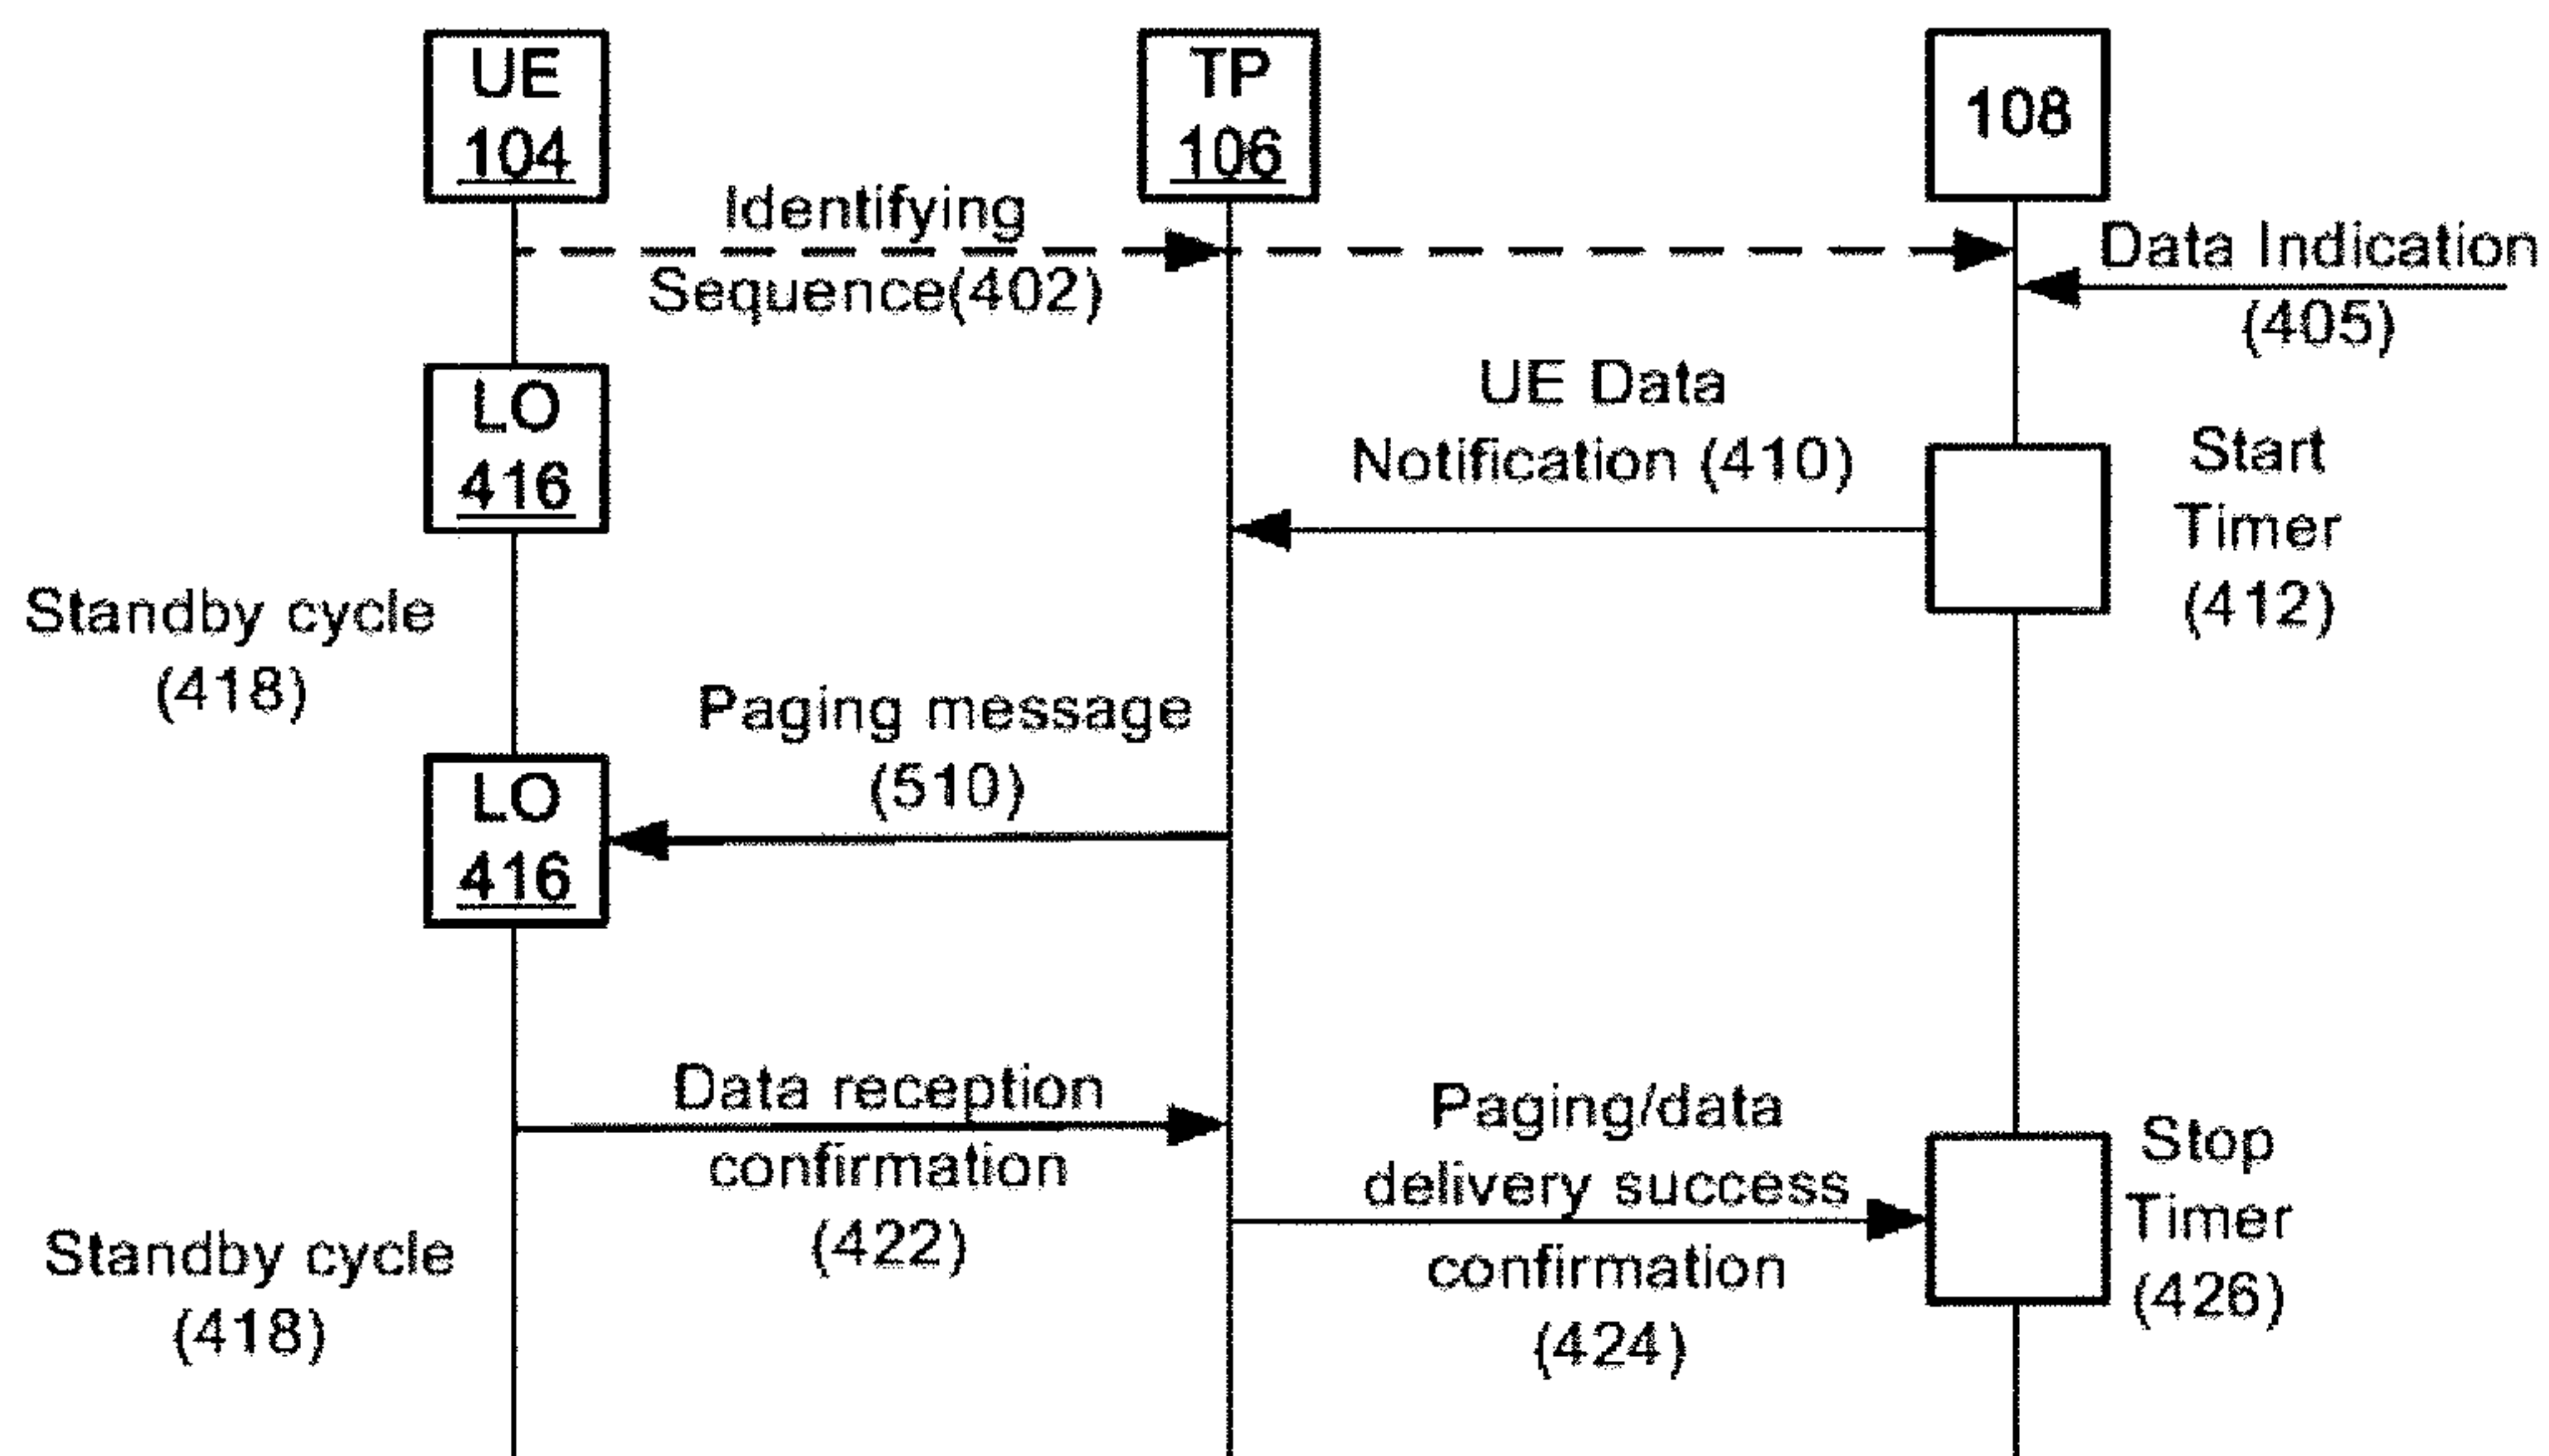 UE
104
TP
106
108
Identifying
Sequence(402)
Data Indication
(405)
LO
416
UE Data
Notification (410)
Start
Timer
(412)
Standby cycle
(418)
Paging message
(510)
LO
416
Data reception
confirmation
(422)
Paging/data
delivery success
confirmation
(424)
Stop
Timer
(426)
Standby cycle
(418)